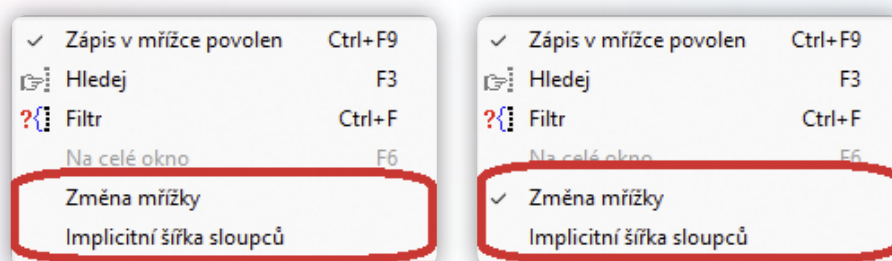 Zápis v mřížce povolen Ctrl+F9
Hledej F3
Filtr Ctrl+F
Na celé okno F6
Změna mřížky
Implicitní šířka sloupců
Zápis v mřížce povolen Ctrl+F9
Hledej F3
Filtr Ctrl+F
Na celé okno F6
Změna mřížky
Implicitní šířka sloupců